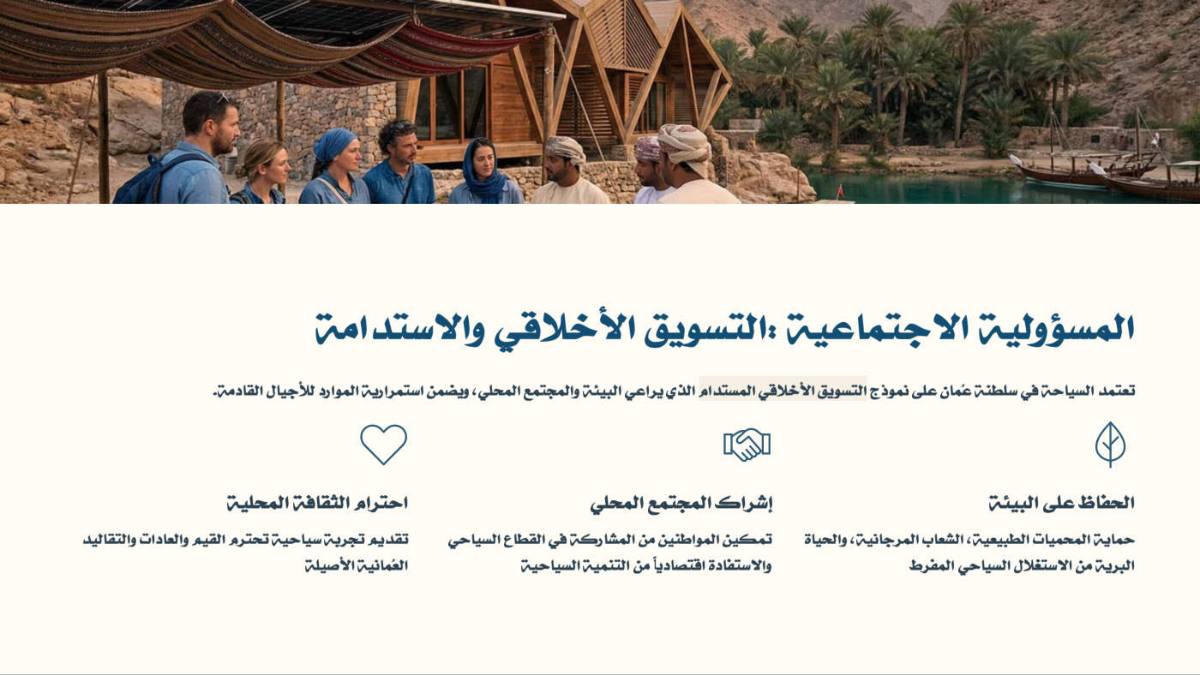 المسؤولية الاجتماعية :التسويق الأخلاقي والاستدامة
تعتمد السياحة في سلطنة عُمان على نموذج التسويق الأخلاقي المستدام الذي يراعي البيئة والمجتمع المحلي، ويضمن استمرارية الموارد للأجيال القادمة.
الحفاظ على البيئة
حماية المحميات الطبيعية، الشعاب المرجانية، والحياة
البرية من الاستغلال السياحي المفرط
إشراك المجتمع المحلي
تمكين المواطنين من المشاركة في القطاع السياحي
والاستفادة اقتصادياً من التنمية السياحية
احترام الثقافة المحلية
تقديم تجربة سياحية تحترم القيم والعادات والتقاليد
العُمانية الأصيلة